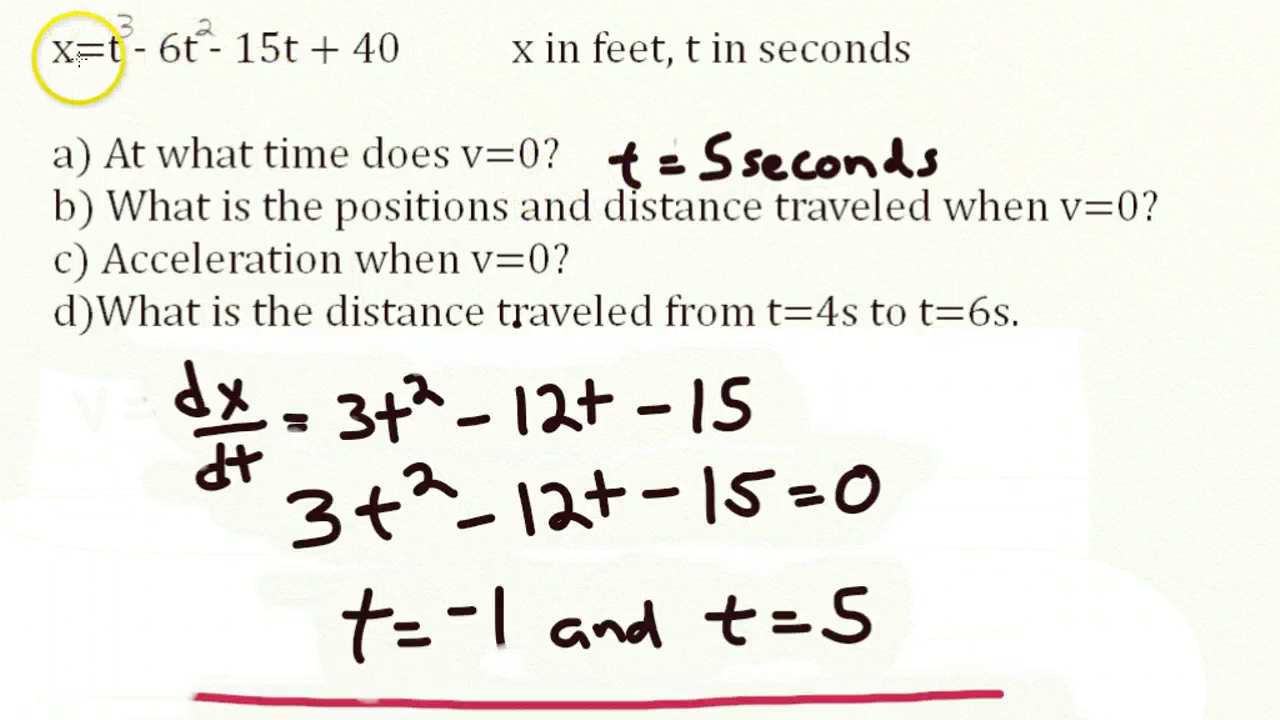 x=t³- 6t²- 15t + 40 x in feet, t in seconds
a) At what time does v=0? t = 5 seconds
b) What is the positions and distance traveled when v=0?
c) Acceleration when v=0?
d)What is the distance traveled from t=4s to t=6s.
dx/dt = 3t² - 12t - 15
3t² - 12t - 15 = 0
t = -1 and t = 5